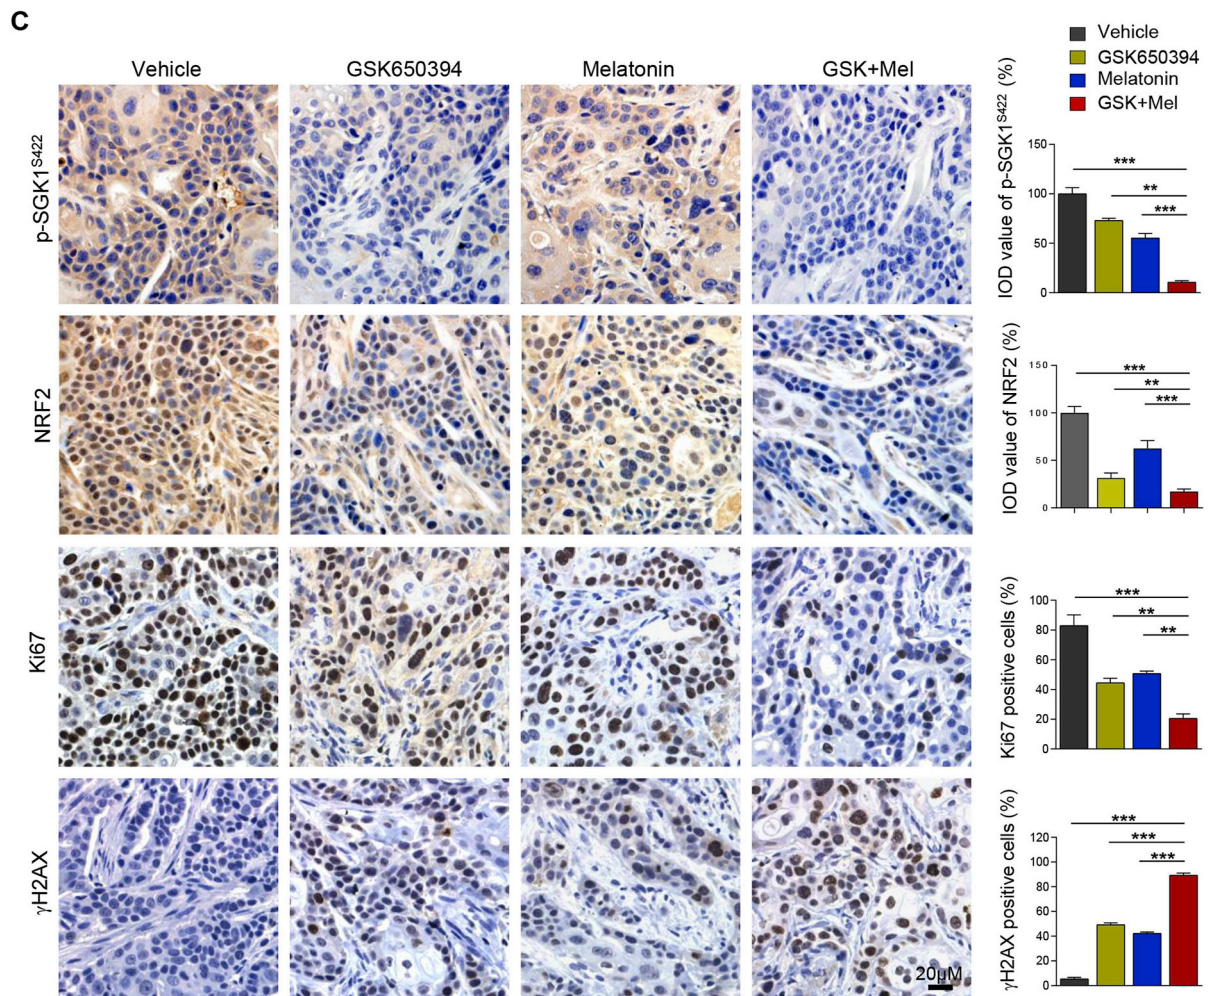 C
Vehicle
GSK650394
Melatonin
GSK+Mel
Vehicle
GSK650394
Melatonin
GSK+Mel
p-SGK1S422
NRF2
Ki67
γH2AX
20μM
IOD value of p-SGK1S422 (%)
150
100
50
0
***
**
***
IOD value of NRF2 (%)
150
100
50
0
***
**
***
Ki67 positive cells (%)
100
80
60
40
20
0
***
**
**
γH2AX positive cells (%)
120
100
80
60
40
20
0
***
***
***